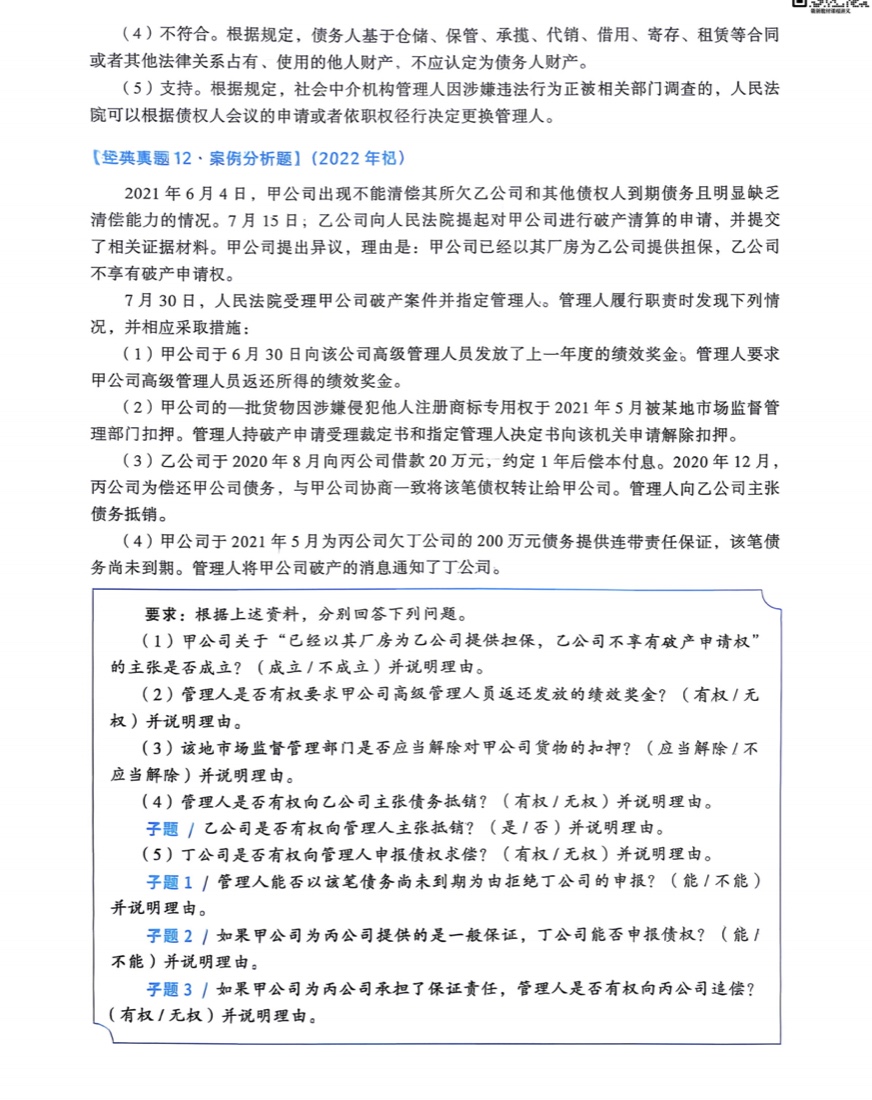 （4）不符合。根据规定，债务人基于仓储、保管、承揽、代销、借用、寄存、租赁等合同
或者其他法律关系占有、使用的他人财产，不应认定为债务人财产。
（5）支持。根据规定，社会中介机构管理人因涉嫌违法行为正被相关部门调查的，人民法
院可以根据债权人会议的申请或者依职权径行决定更换管理人。
【经典真题 12·案例分析题】（2022 年
2021 年 6 月 4 日，甲公司出现不能清偿其所欠乙公司和其他债权人到期债务且明显缺乏
清偿能力的情况。7 月 15 日；乙公司向人民法院提起对甲公司进行破产清算的申请、并提交
了相关证据材料。甲公司提出异议，理由是：甲公司已经以其厂房为乙公司提供担保，乙公司
不享有破产申请权。
7 月 30 日，人民法院受理甲公司破产案件并指定管理人。管理人履行职责时发现下列情
况，并相应采取措施：
（1）甲公司于 6 月 30 日向该公司高级管理人员发放了上一年度的绩效奖金。管理人要求
甲公司高级管理人员返还所得的绩效奖金。
（2）甲公司的一批货物因涉嫌侵犯他人注册商标专用权于 2021 年 5 月被某地市场监督管
理部门扣押。管理人持破产申请受理裁定书和指定管理人决定书向该机关申请解除扣押。
（3）乙公司于 2020 年 8 月向丙公司借款 20 万元，约定 1 年后偿本付息。2020 年 12 月，
丙公司为偿还甲公司债务，与甲公司协商一致将该笔债权转让给甲公司。管理人向乙公司主张
债务抵销。
（4）甲公司于 2021 年 5 月为丙公司欠丁公司的 200 万元债务提供连带责任保证，该笔债
务尚未到期。管理人将甲公司破产的消息通知了丁公司。
要求：根据上述资料，分别回答下列问题。
（1）甲公司关于“已经以其厂房为乙公司提供担保，乙公司不享有破产申请权”
的主张是否成立？（成立/不成立）并说明理由。
（2）管理人是否有权要求甲公司高级管理人员返还发放的绩效奖金？（有权/无
权）并说明理由。
（3）该地市场监督管理部门是否应当解除对甲公司货物的扣押？（应当解除/不
应当解除）并说明理由。
（4）管理人是否有权向乙公司主张债务抵销？（有权/无权）并说明理由。
子题 / 乙公司是否有权向管理人主张抵销？（是/否）并说明理由。
（5）丁公司是否有权向管理人申报债权求偿？（有权/无权）并说明理由。
子题 1 / 管理人能否以该笔债务尚未到期为由拒绝丁公司的申报？（能/不能）
并说明理由。
子题 2 / 如果甲公司为丙公司提供的是一般保证，丁公司能否申报债权？（能/
不能）并说明理由。
子题 3 / 如果甲公司为丙公司承担了保证责任，管理人是否有权向丙公司追偿？
（有权/无权）并说明理由。